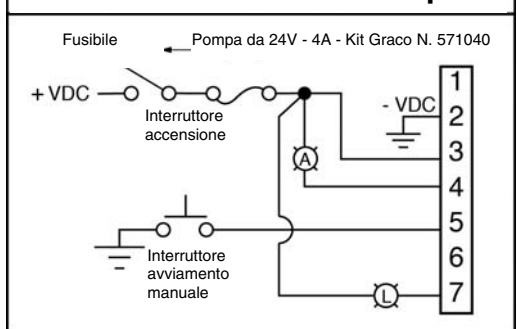 Fusibile
Pompa da 24V - 4A - Kit Graco N. 571040
+ VDC
Interruttore
accensione
- VDC
A
1
2
3
4
5
6
7
Interruttore
avviamento
manuale
L